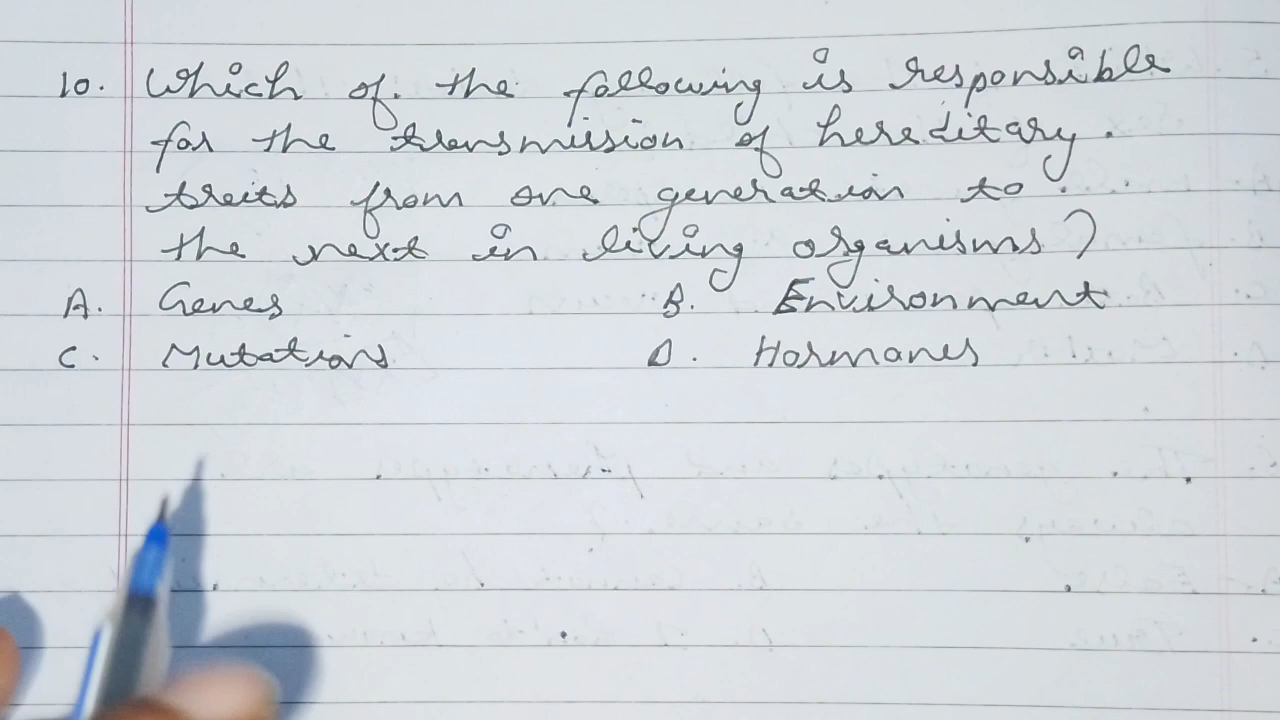 10. Which of the following is responsible
for the transmission of hereditary.
traits from one generation to
the next in living organisms?
A. Genes B. Environment
C. Mutations D. Hormones